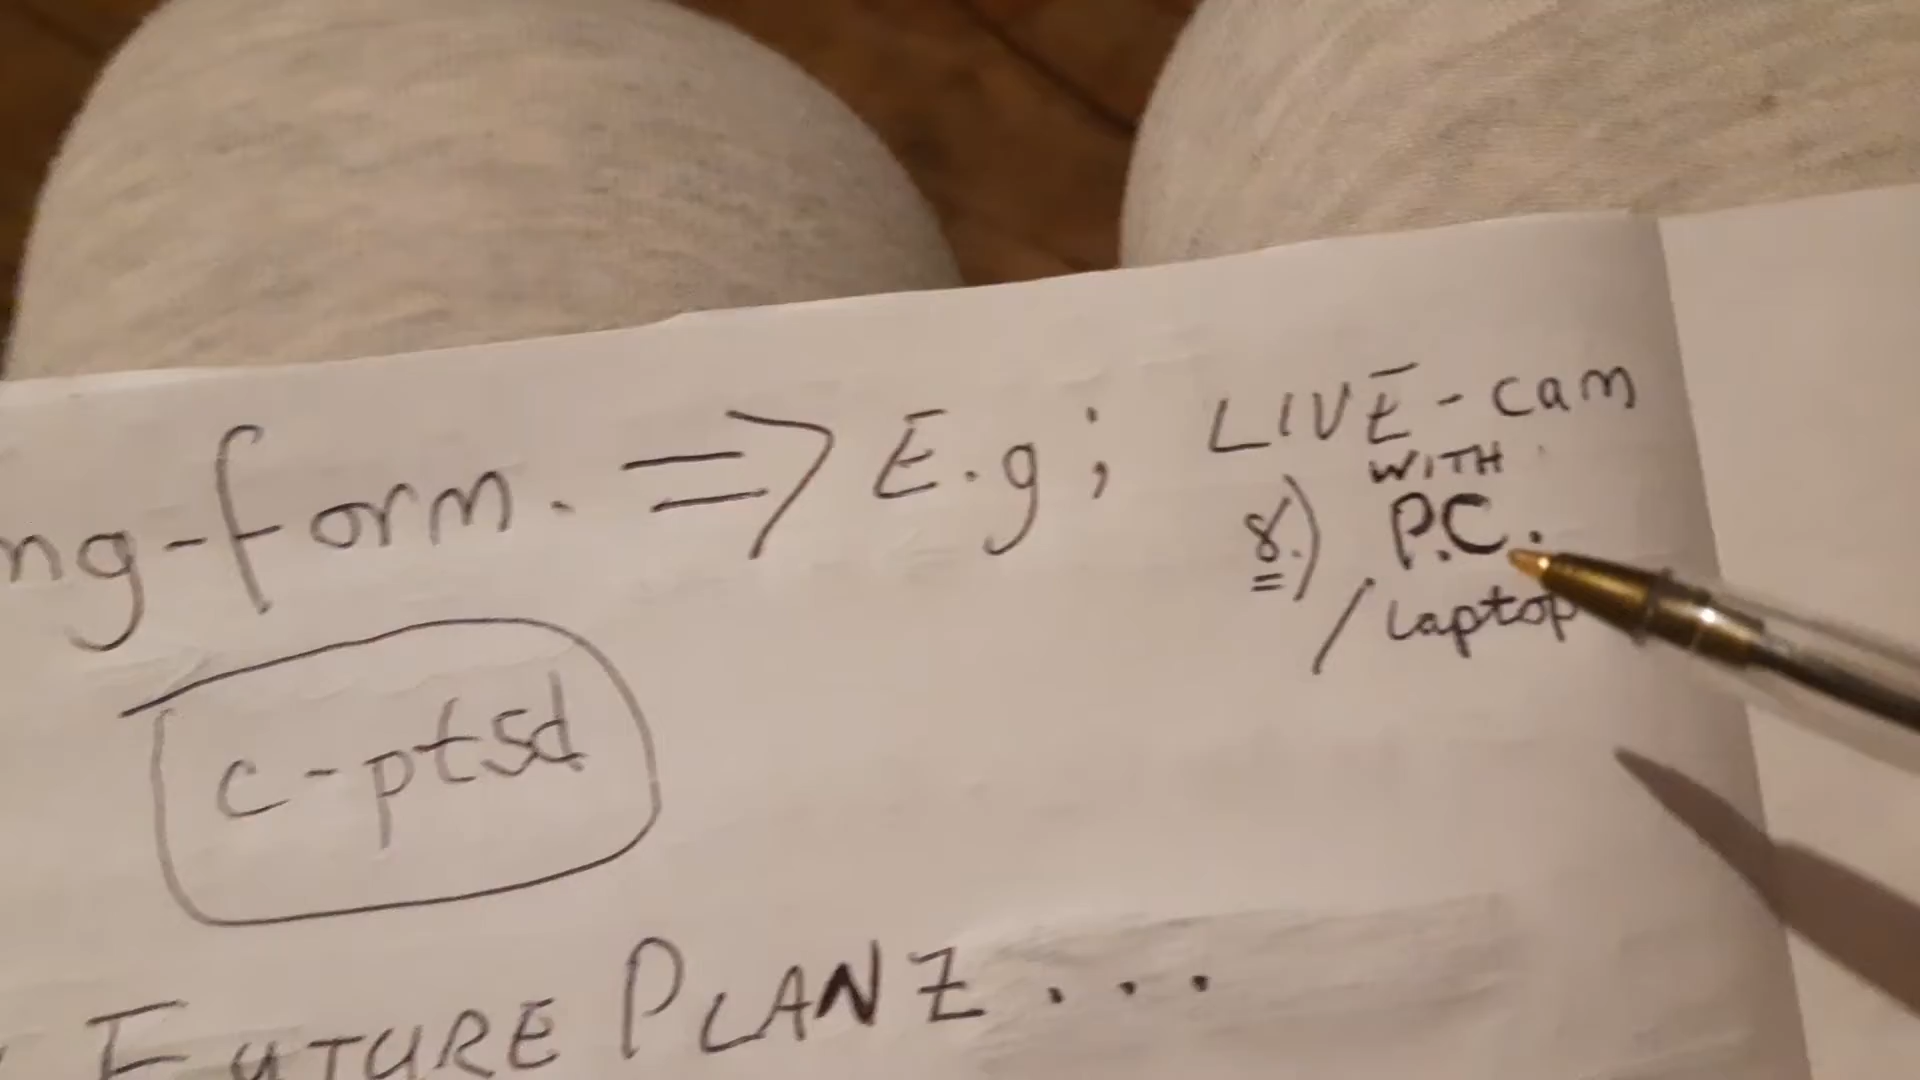 ng-form. => E.g; LIVE-cam
WITH
8.) P.C.
/laptop
c-ptsd
FUTURE PLANZ...